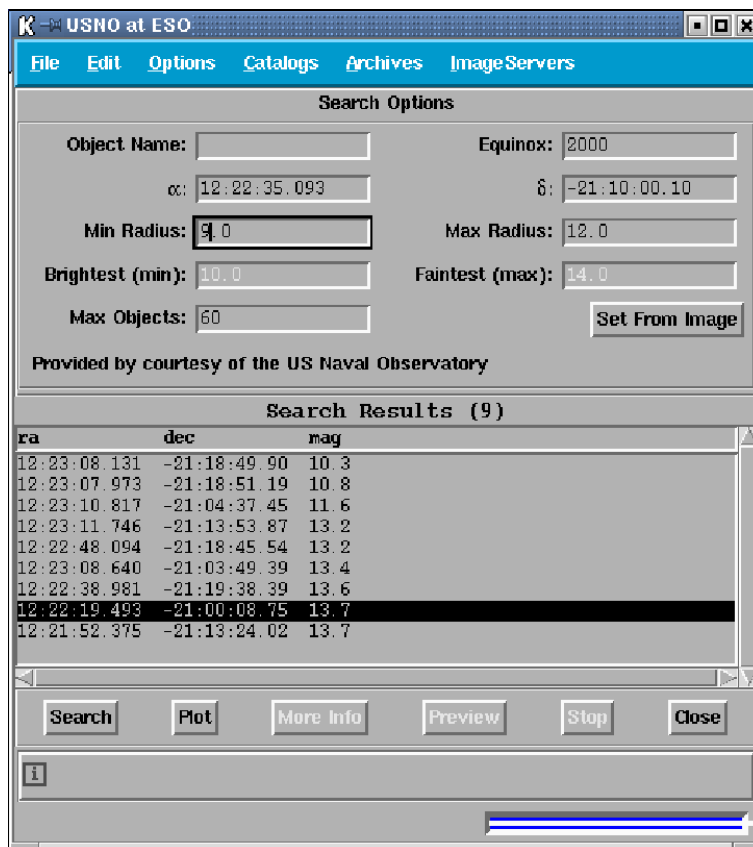 USNO at ESO
File Edit Options Catalogs Archives Image Servers
Search Options
Object Name: Equinox: 2000
α: 12:22:35.093 δ: -21:10:00.10
Min Radius: 9.0 Max Radius: 12.0
Brightest (min): 10.0 Faintest (max): 14.0
Max Objects: 60 Set From Image
Provided by courtesy of the US Naval Observatory
Search Results (9)
ra dec mag
12:23:08.131 -21:18:49.90 10.3
12:23:07.973 -21:18:51.19 10.8
12:23:10.817 -21:04:37.45 11.6
12:23:11.746 -21:13:53.87 13.2
12:22:48.094 -21:18:45.54 13.2
12:23:08.640 -21:03:49.39 13.4
12:22:38.981 -21:19:38.39 13.6
12:22:19.493 -21:00:08.75 13.7
12:21:52.375 -21:13:24.02 13.7
Search Plot More Info Preview Stop Close